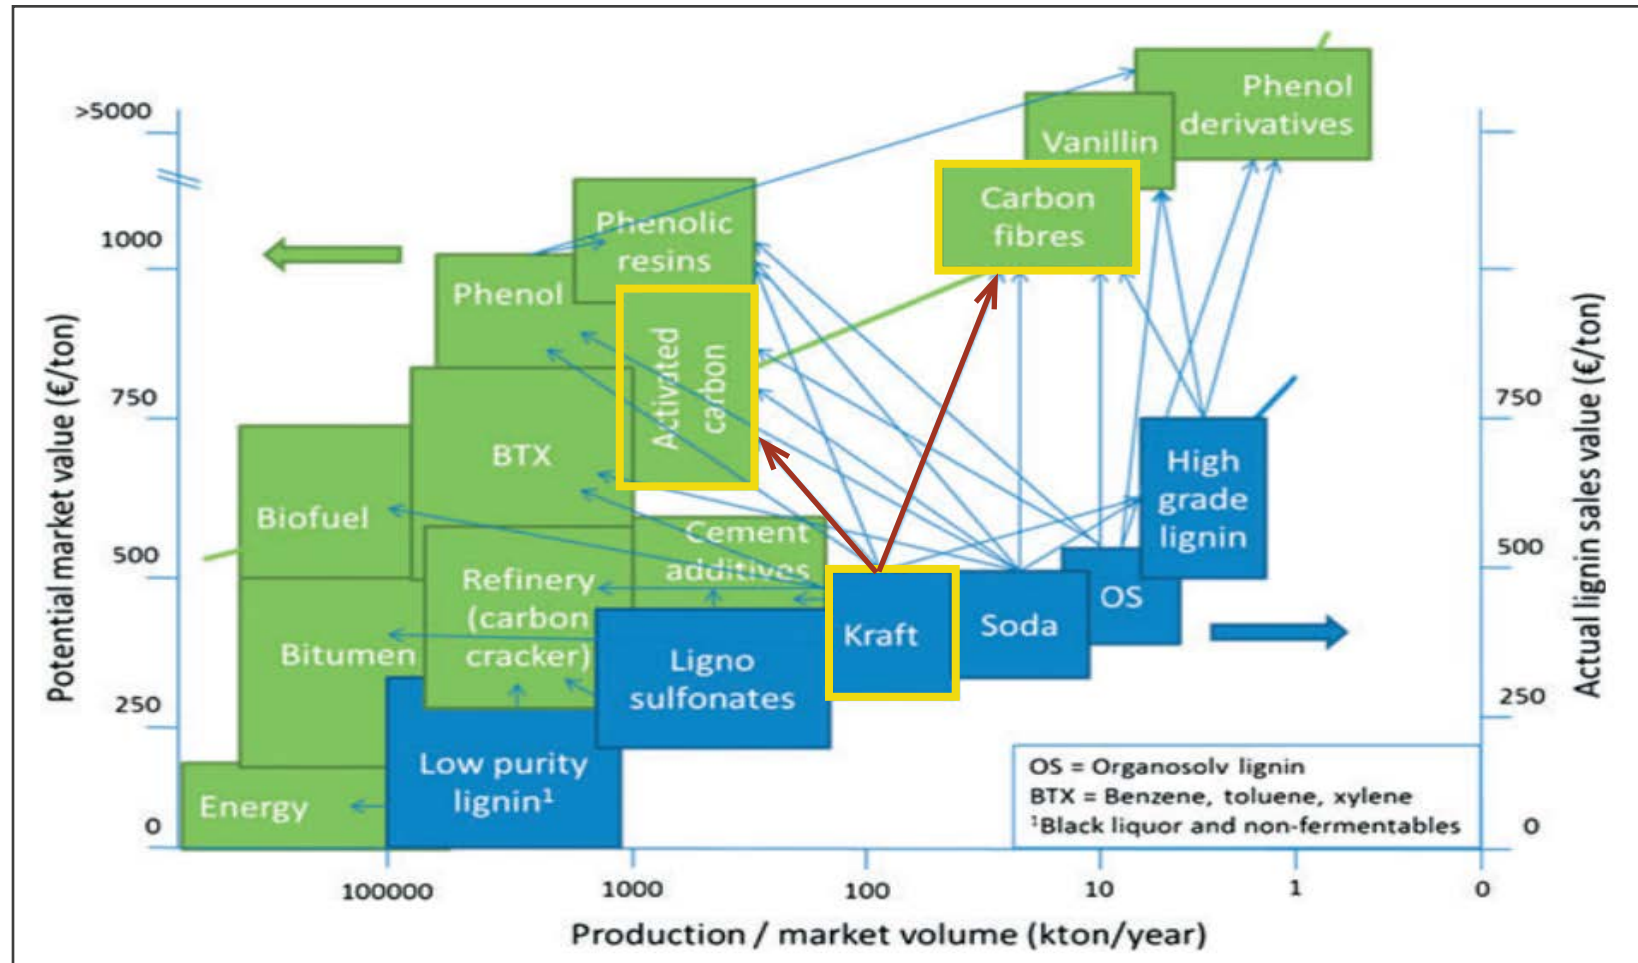 Potential market value (€/ton)
>5000
1000
750
500
250
0
Phenol
derivatives
Vanillin
Carbon
fibres
Phenolic
resins
Phenol
Activated
carbon
BTX
Biofuel
Cement
additives
Refinery
(carbon
cracker)
Bitumen
Energy
Low purity
lignin¹
Ligno
sulfonates
Kraft
Soda
OS
High
grade
lignin
750
500
250
0
Actual lignin sales value (€/ton)
OS = Organosolv lignin
BTX = Benzene, toluene, xylene
¹Black liquor and non-fermentables
100000
1000
100
10
1
0
Production / market volume (kton/year)